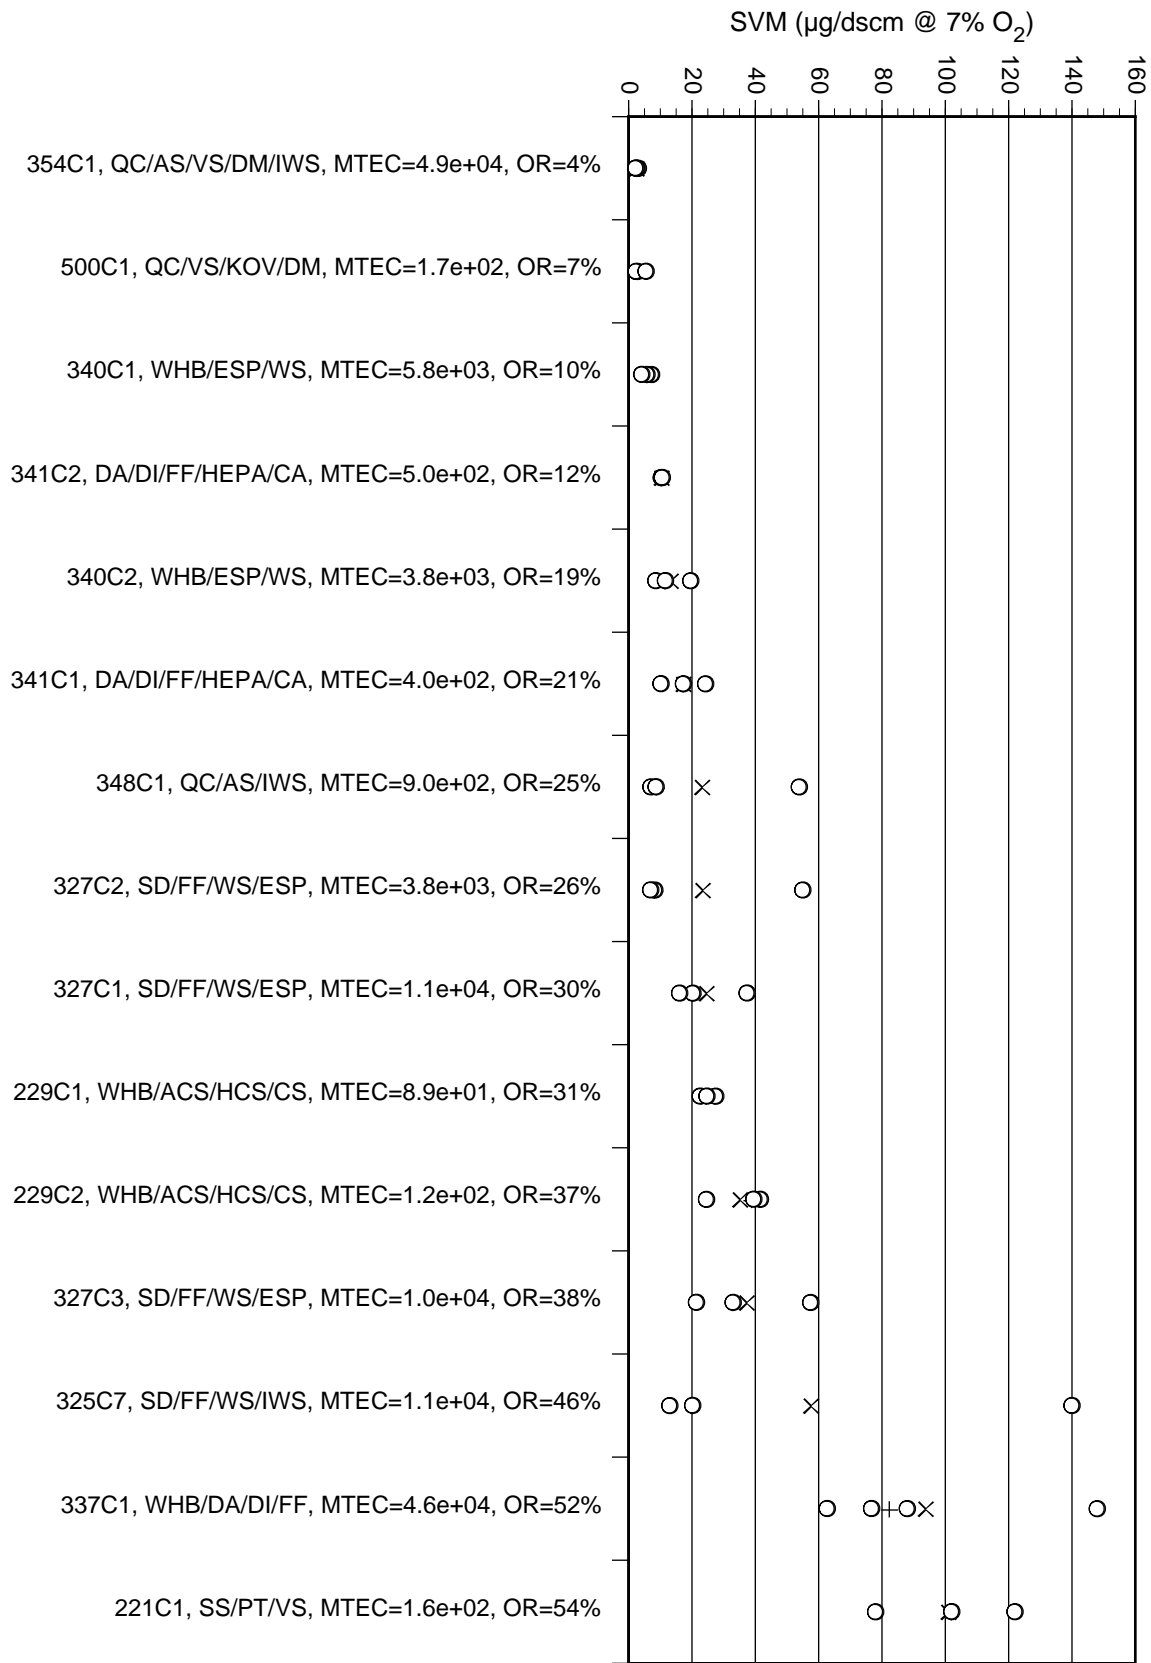 SVM (µg/dscm @ 7% O2)
0 20 40 60 80 100 120 140 160
354C1, QC/AS/VS/DM/IWS, MTEC=4.9e+04, OR=4%
500C1, QC/VS/KOV/DM, MTEC=1.7e+02, OR=7%
340C1, WHB/ESP/WS, MTEC=5.8e+03, OR=10%
341C2, DA/DI/FF/HEPA/CA, MTEC=5.0e+02, OR=12%
340C2, WHB/ESP/WS, MTEC=3.8e+03, OR=19%
341C1, DA/DI/FF/HEPA/CA, MTEC=4.0e+02, OR=21%
348C1, QC/AS/IWS, MTEC=9.0e+02, OR=25%
327C2, SD/FF/WS/ESP, MTEC=3.8e+03, OR=26%
327C1, SD/FF/WS/ESP, MTEC=1.1e+04, OR=30%
229C1, WHB/ACS/HCS/CS, MTEC=8.9e+01, OR=31%
229C2, WHB/ACS/HCS/CS, MTEC=1.2e+02, OR=37%
327C3, SD/FF/WS/ESP, MTEC=1.0e+04, OR=38%
325C7, SD/FF/WS/IWS, MTEC=1.1e+04, OR=46%
337C1, WHB/DA/DI/FF, MTEC=4.6e+04, OR=52%
221C1, SS/PT/VS, MTEC=1.6e+02, OR=54%